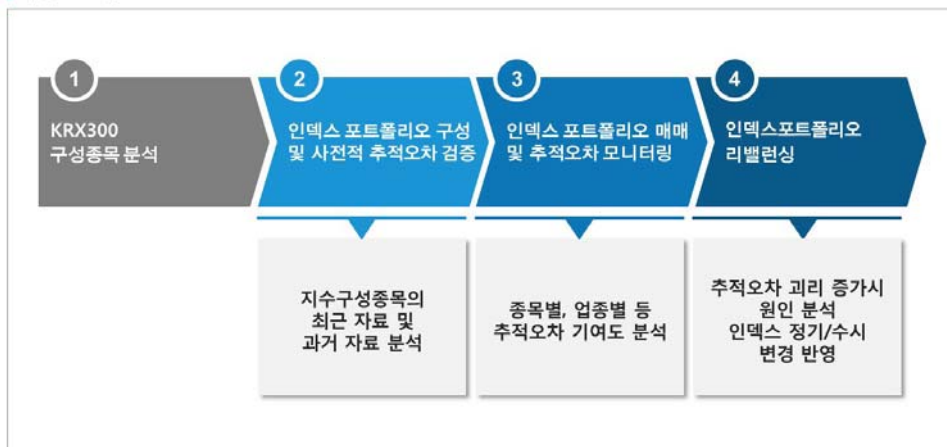 1
KRX300
구성종목 분석
2
인덱스 포트폴리오 구성
및 사전적 추적오차 검증
3
인덱스 포트폴리오 매매
및 추적오차 모니터링
4
인덱스포트폴리오
리밸런싱
지수구성종목의
최근 자료 및
과거 자료 분석
종목별, 업종별 등
추적오차 기여도 분석
추적오차 괴리 증가시
원인 분석
인덱스 정기/수시
변경 반영